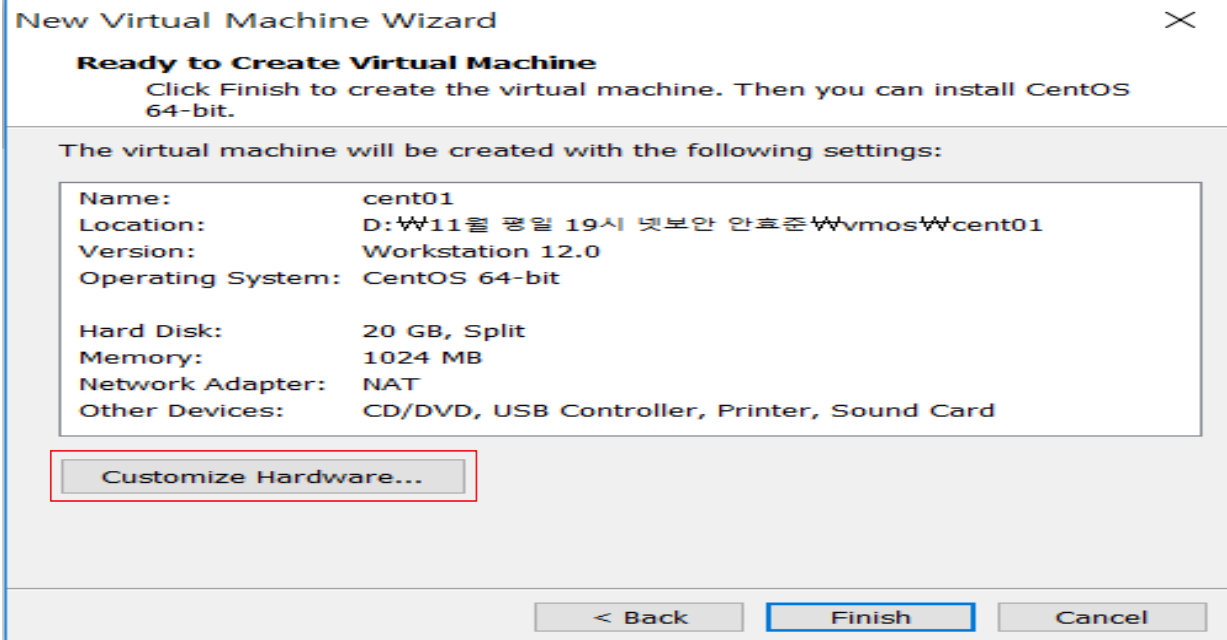 New Virtual Machine Wizard
Ready to Create Virtual Machine
Click Finish to create the virtual machine. Then you can install CentOS
64-bit.
The virtual machine will be created with the following settings:
Name: cent01
Location: D:₩11월 평일 19시 넷보안 안효준₩vmos₩cent01
Version: Workstation 12.0
Operating System: CentOS 64-bit
Hard Disk: 20 GB, Split
Memory: 1024 MB
Network Adapter: NAT
Other Devices: CD/DVD, USB Controller, Printer, Sound Card
Customize Hardware...
< Back Finish Cancel